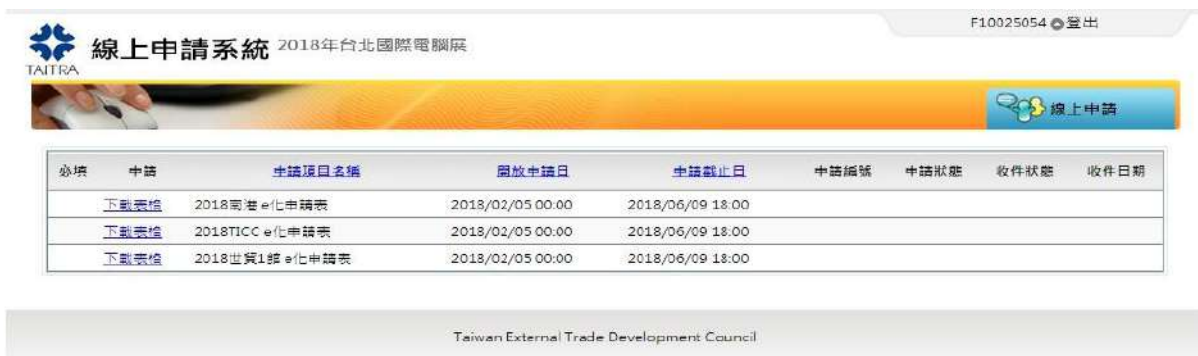 F10025054 登出
線上申請系統 2018年台北國際電腦展
TAITRA
線上申請
必填 申請 申請項目名稱 開放申請日 申請截止日 申請編號 申請狀態 收件狀態 收件日期
下載表格 2018南港 e化申請表 2018/02/05 00:00 2018/06/09 18:00
下載表格 2018TICC e化申請表 2018/02/05 00:00 2018/06/09 18:00
下載表格 2018世貿1館 e化申請表 2018/02/05 00:00 2018/06/09 18:00
Taiwan External Trade Development Council